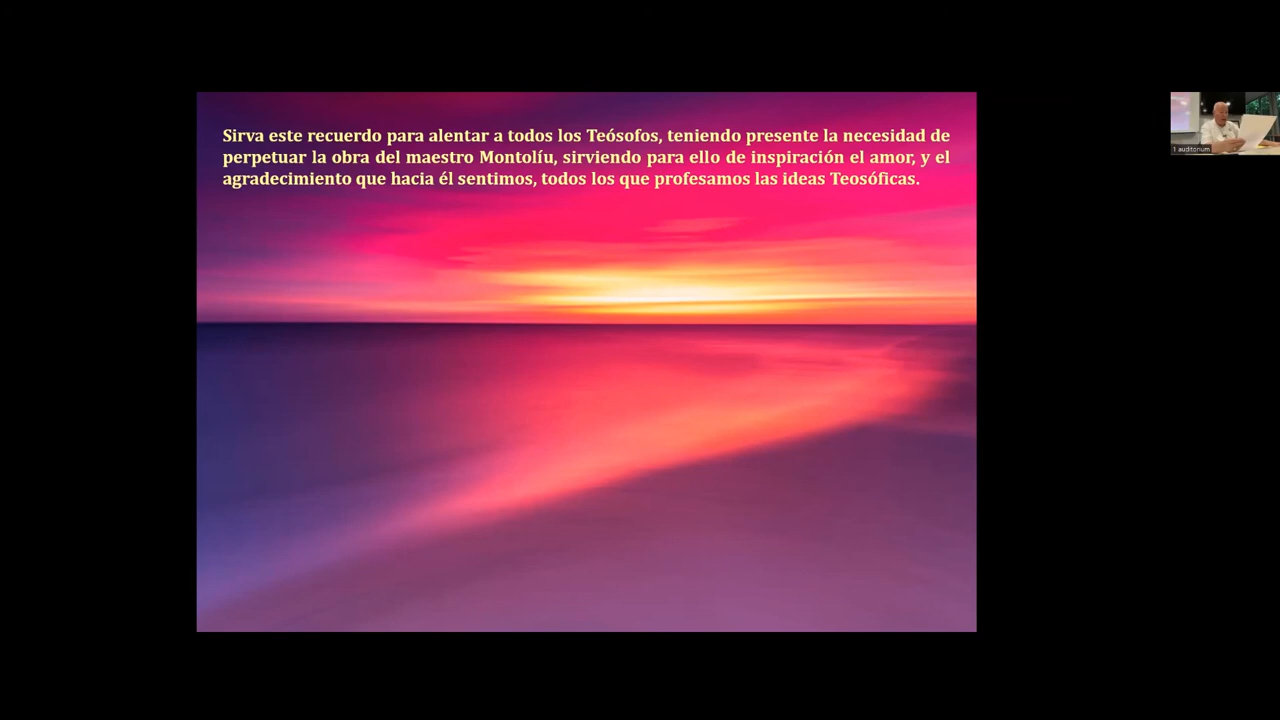 Sirva este recuerdo para alentar a todos los Teósofos, teniendo presente la necesidad de
perpetuar la obra del maestro Montolíu, sirviendo para ello de inspiración el amor, y el
agradecimiento que hacia él sentimos, todos los que profesamos las ideas Teosóficas.
1 auditorium